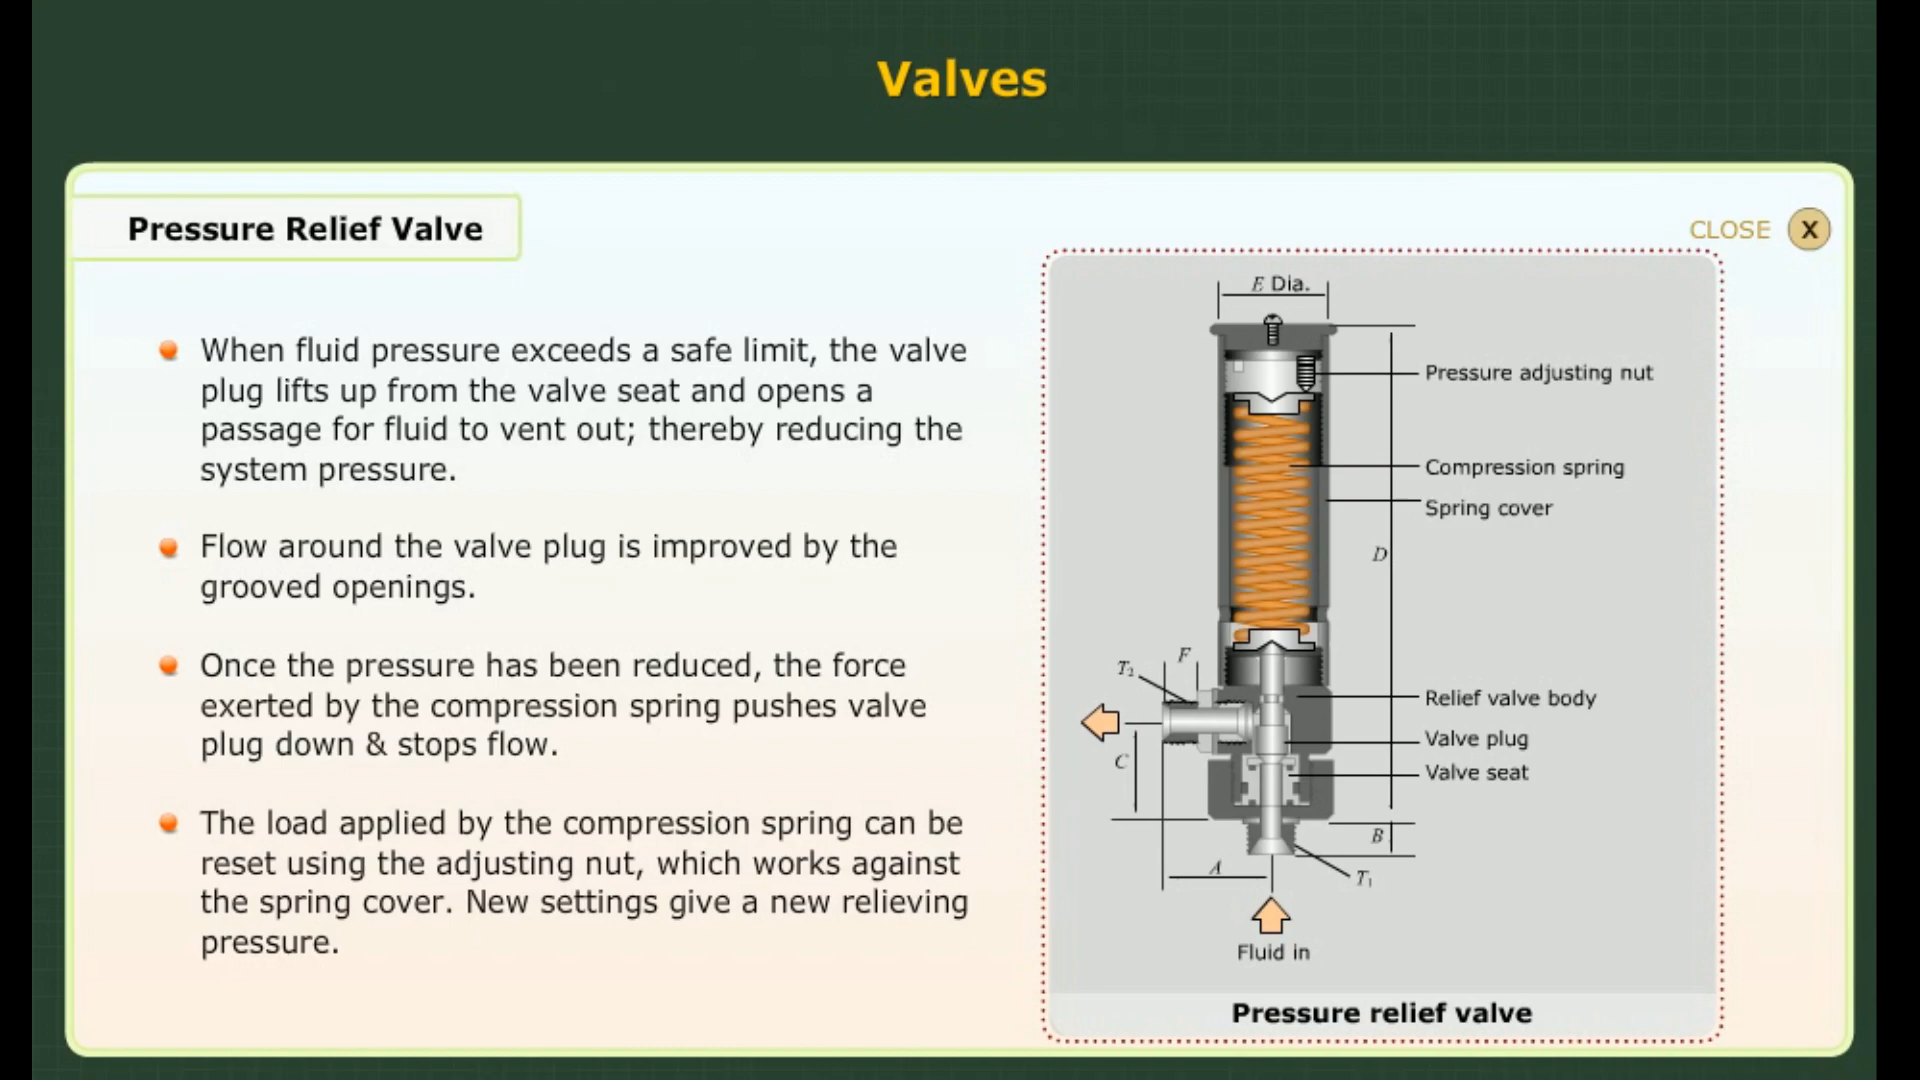 Valves
Pressure Relief Valve
CLOSE X
When fluid pressure exceeds a safe limit, the valve
plug lifts up from the valve seat and opens a
passage for fluid to vent out; thereby reducing the
system pressure.
Flow around the valve plug is improved by the
grooved openings.
Once the pressure has been reduced, the force
exerted by the compression spring pushes valve
plug down & stops flow.
The load applied by the compression spring can be
reset using the adjusting nut, which works against
the spring cover. New settings give a new relieving
pressure.
E Dia.
Pressure adjusting nut
Compression spring
Spring cover
D
F
T₂
Relief valve body
Valve plug
C
Valve seat
B
A
T₁
Fluid in
Pressure relief valve